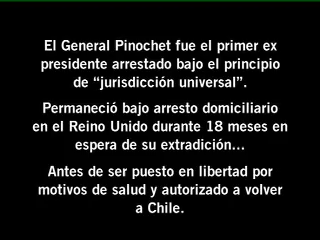 El General Pinochet fue el primer ex
presidente arrestado bajo el principio
de “jurisdicción universal”.
Permaneció bajo arresto domiciliario
en el Reino Unido durante 18 meses en
espera de su extradición...
Antes de ser puesto en libertad por
motivos de salud y autorizado a volver
a Chile.